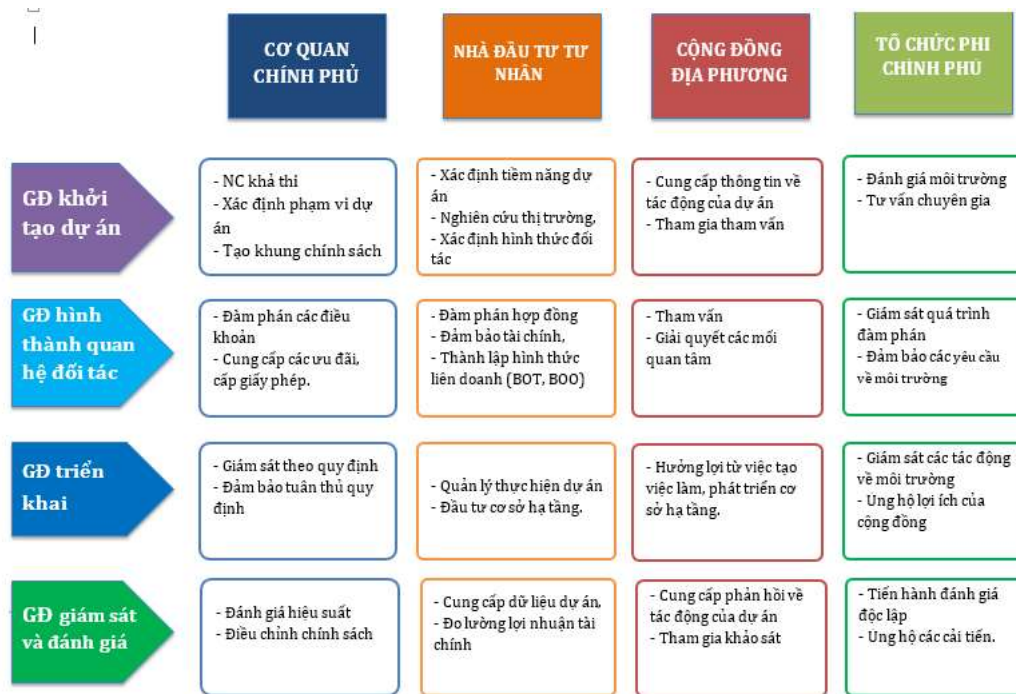 CƠ QUAN
CHÍNH PHỦ
NHÀ ĐẦU TƯ TƯ
NHÂN
CỘNG ĐỒNG
ĐỊA PHƯƠNG
TỔ CHỨC PHI
CHÍNH PHỦ
GĐ khởi
tạo dự án
- NC khả thi
- Xác định phạm vi dự
án
- Tạo khung chính sách
- Xác định tiềm năng dự
án
- Nghiên cứu thị trường,
- Xác định hình thức đối
tác
- Cung cấp thông tin về
tác động của dự án
- Tham gia tham vấn
- Đánh giá môi trường
- Tư vấn chuyên gia
GĐ hình
thành quan
hệ đối tác
- Đàm phán các điều
khoản
- Cung cấp các ưu đãi,
cấp giấy phép.
- Đàm phán hợp đồng
- Đảm bảo tài chính,
- Thành lập hình thức
liên doanh (BOT, BOO)
- Tham vấn
- Giải quyết các mối
quan tâm
- Giám sát quá trình
đàm phán
- Đảm bảo các yêu cầu
về môi trường
GĐ triển
khai
- Giám sát theo quy định
- Đảm bảo tuân thủ quy
định
- Quản lý thực hiện dự án
- Đầu tư cơ sở hạ tầng.
- Hưởng lợi từ việc tạo
việc làm, phát triển cơ
sở hạ tầng.
- Giám sát các tác động
về môi trường
- Ủng hộ lợi ích của
cộng đồng
GĐ giám sát
và đánh giá
- Đánh giá hiệu suất
- Điều chỉnh chính sách
- Cung cấp dữ liệu dự án,
- Đo lường lợi nhuận tài
chính
- Cung cấp phản hồi về
tác động của dự án
- Tham gia khảo sát
- Tiến hành đánh giá
độc lập
- Ủng hộ các cải tiến.